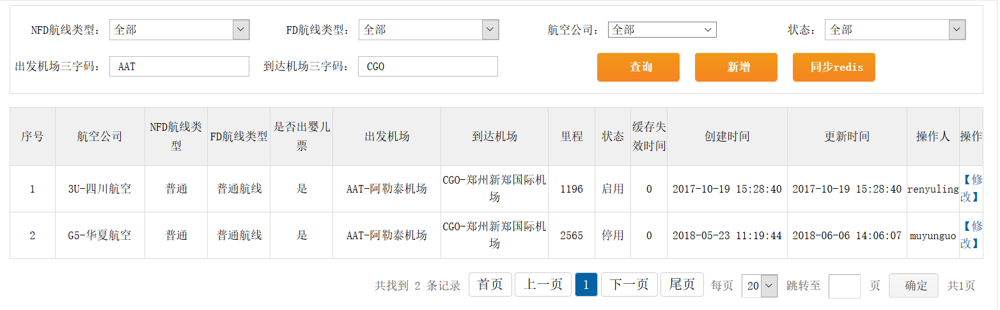 NFD航线类型： 全部 FD航线类型： 全部 航空公司： 全部 状态： 全部
出发机场三字码： AAT 到达机场三字码： CGO 查询 新增 同步redis
序号 航空公司 NFD航线类型 FD航线类型 是否出婴儿票 出发机场 到达机场 里程 状态 缓存失效时间 创建时间 更新时间 操作人 操作
1 3U-四川航空 普通 普通航线 是 AAT-阿勒泰机场 CGO-郑州新郑国际机场 1196 启用 0 2017-10-19 15:28:40 2017-10-19 15:28:40 renyuling 【修改】
2 G5-华夏航空 普通 普通航线 是 AAT-阿勒泰机场 CGO-郑州新郑国际机场 2565 停用 0 2018-05-23 11:19:44 2018-06-06 14:06:07 muyunguo 【修改】
共找到 2 条记录 首页 上一页 1 下一页 尾页 每页 20 跳转至 页 确定 共1页